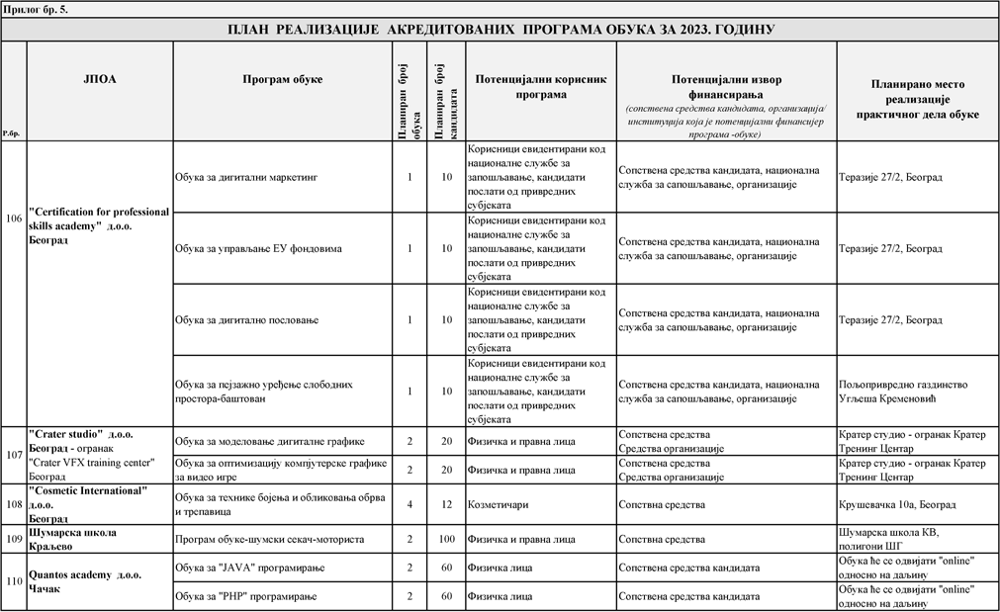 Прилог бр. 5.
ПЛАН РЕАЛИЗАЦИЈЕ АКРЕДИТОВАНИХ ПРОГРАМА ОБУКА ЗА 2023. ГОДИНУ
Р.бр.
ЈПОА
Програм обуке
Планиран број
обука
Планиран број
кандидата
Потенцијални корисник
програма
Потенцијални извор
финансирања
(сопствена средства кандидата, организација/
институција која је потенцијални финансијер
програма -обуке)
Планирано место
реализације
практичног дела обуке
106
"Certification for professional
skills academy" д.о.о.
Београд
Обука за дигитални маркетинг
1
10
Корисници евидентирани код
националне службе за
запошљавање, кандидати
послати од привредних
субјеката
Сопствена средства кандидата, национална
служба за сапошљавање, организације
Теразије 27/2, Београд
Обука за управљање ЕУ фондовима
1
10
Корисници евидентирани код
националне службе за
запошљавање, кандидати
послати од привредних
субјеката
Сопствена средства кандидата, национална
служба за сапошљавање, организације
Теразије 27/2, Београд
Обука за дигитално пословање
1
10
Корисници евидентирани код
националне службе за
запошљавање, кандидати
послати од привредних
субјеката
Сопствена средства кандидата, национална
служба за сапошљавање, организације
Теразије 27/2, Београд
Обука за пејзажно уређење слободних
простора-баштован
1
10
Корисници евидентирани код
националне службе за
запошљавање, кандидати
послати од привредних
субјеката
Сопствена средства кандидата, национална
служба за сапошљавање, организације
Пољопривредно газдинство
Угљеша Кременовић
107
"Crater studio" д.о.о.
Београд - огранак
"Crater VFX training center"
Београд
Обука за моделовање дигиталне графике
2
20
Физичка и правна лица
Сопствена средства
Средства организације
Кратер студио - огранак Кратер
Тренинг Центар
Обука за оптимизацију компјутерске графике
за видео игре
2
20
Физичка и правна лица
Сопствена средства
Средства организације
Кратер студио - огранак Кратер
Тренинг Центар
108
"Cosmetic International"
д.о.о.
Београд
Обука за технике бојења и обликовања обрва
и трепавица
4
12
Козметичари
Сопствна средства
Крушевачка 10а, Београд
109
Шумарска школа
Краљево
Програм обуке-шумски секач-моториста
2
100
Физичка и правна лица
Сопствна средства
Шумарска школа КВ,
полигони ШГ
110
Quantos academy д.о.о.
Чачак
Обука за "JAVA" програмирање
2
60
Физичка лица
Сопствена средства кандидата
Обука ће се одвијати "online"
односно на даљину
Обука за "PHP" програмирање
2
60
Физичка лица
Сопствена средства кандидата
Обука ће се одвијати "online"
односно на даљину